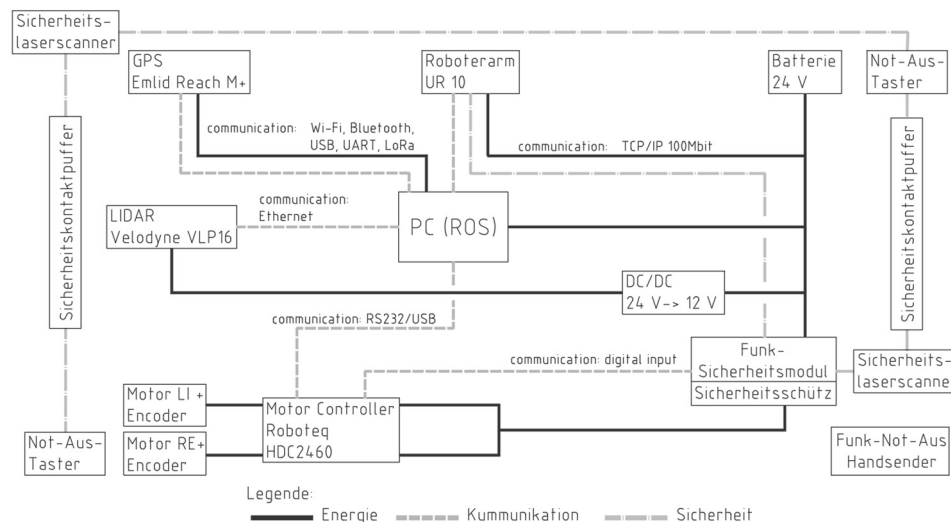 Sicherheits-
laserscanner
GPS
Emlid Reach M+
Roboterarm
UR 10
Batterie
24 V
Not-Aus-
Taster
communication: Wi-Fi, Bluetooth,
USB, UART, LoRa
communication: TCP/IP 100Mbit
Sicherheitskontaktpuffer
Sicherheitskontaktpuffer
communication:
Ethernet
LIDAR
Velodyne VLP16
PC (ROS)
DC/DC
24 V-> 12 V
communication: RS232/USB
communication: digital input
Funk-
Sicherheitsmodul
Sicherheitsschütz
Sicherheits-
laserscanne
Motor LI +
Encoder
Motor RE+
Encoder
Motor Controller
Roboteq
HDC2460
Not-Aus-
Taster
Funk-Not-Aus
Handsender
Legende:
Energie
Kummunikation
Sicherheit